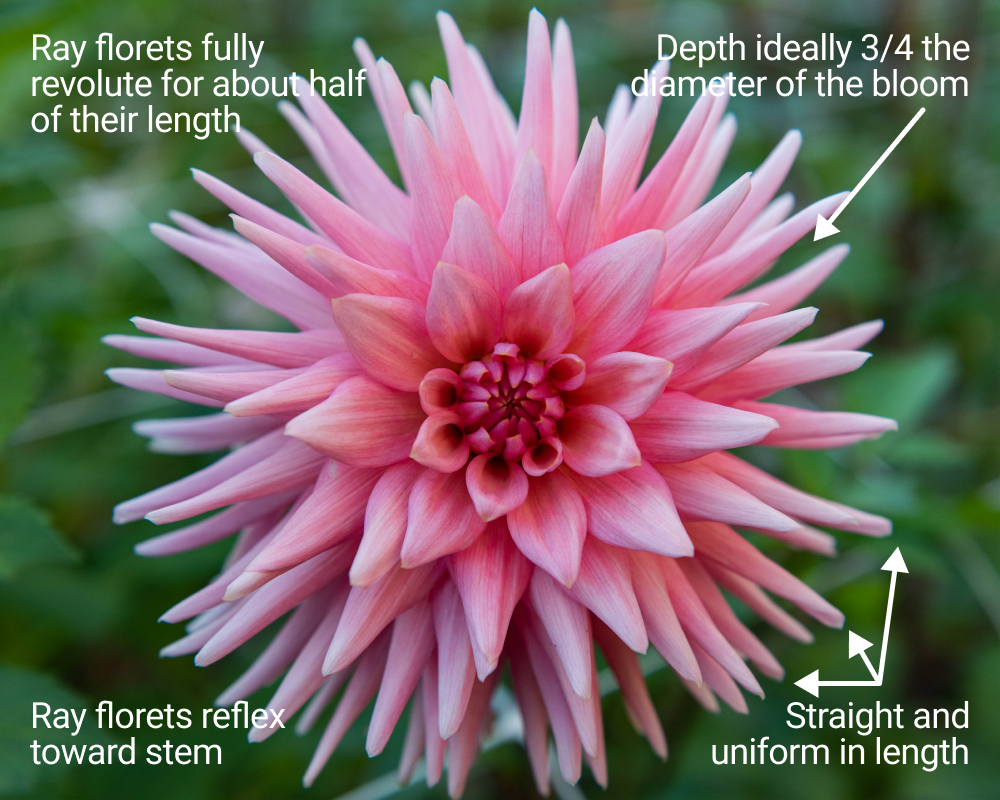 Ray florets fully
revolute for about half
of their length
Depth ideally 3/4 the
diameter of the bloom
Ray florets reflex
toward stem
Straight and
uniform in length